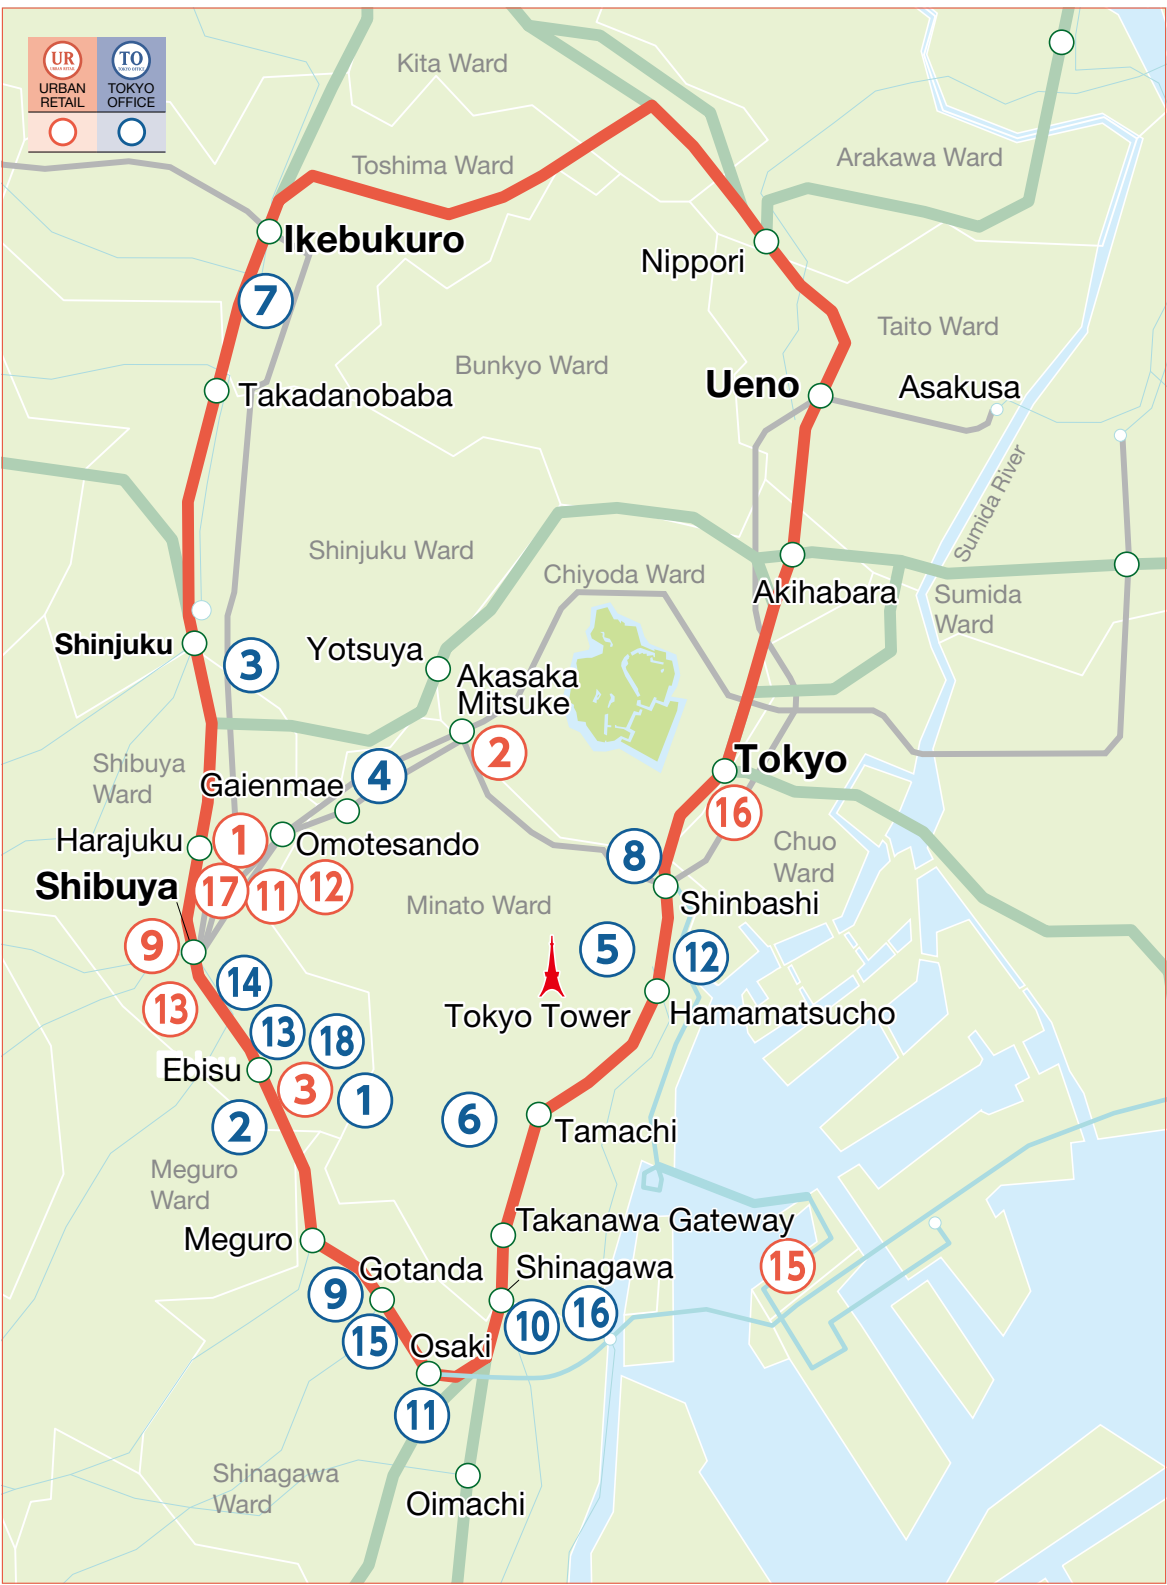 UR
URBAN RETAIL
URBAN
RETAIL
TO
TOKYO OFFICE
TOKYO
OFFICE
Kita Ward
Toshima Ward
Arakawa Ward
Ikebukuro
Nippori
7
Taito Ward
Bunkyo Ward
Ueno
Asakusa
Takadanobaba
Sumida River
Shinjuku Ward
Chiyoda Ward
Akihabara
Sumida
Ward
Shinjuku
3
Yotsuya
Akasaka
Mitsuke
2
Shibuya
Ward
Gaienmae
4
Tokyo
16
Harajuku
1
Omotesando
Chuo
Ward
8
Shibuya
17
11
12
Minato Ward
Shinbashi
9
5
12
14
13
Tokyo Tower
Hamamatsucho
13
18
Ebisu
3
1
2
6
Tamachi
Meguro
Ward
Meguro
Takanawa Gateway
Gotanda
Shinagawa
15
9
10
16
15
Osaki
11
Shinagawa
Ward
Oimachi